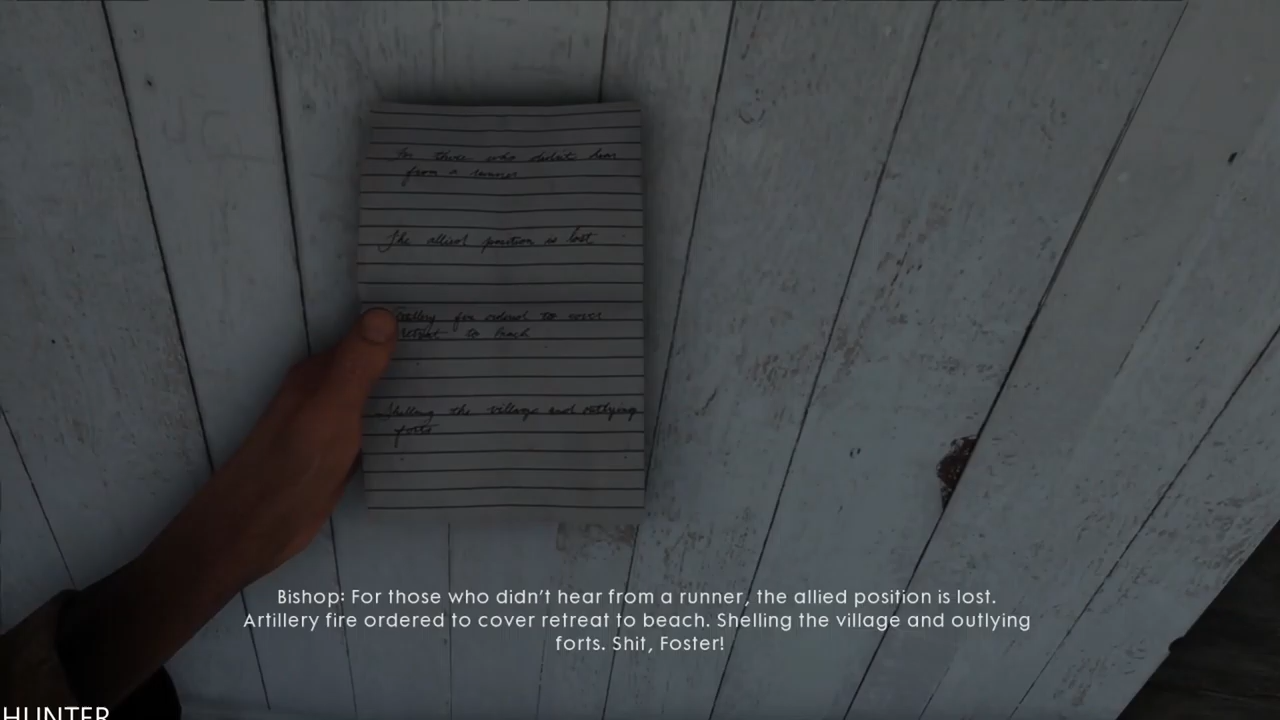 For those who didn't hear
from a runner
The allied position is lost
Artillery fire ordered to cover
retreat to beach
Shelling the village and outlying
forts
Bishop: For those who didn't hear from a runner, the allied position is lost.
Artillery fire ordered to cover retreat to beach. Shelling the village and outlying
forts. Shit, Foster!
HUNTER